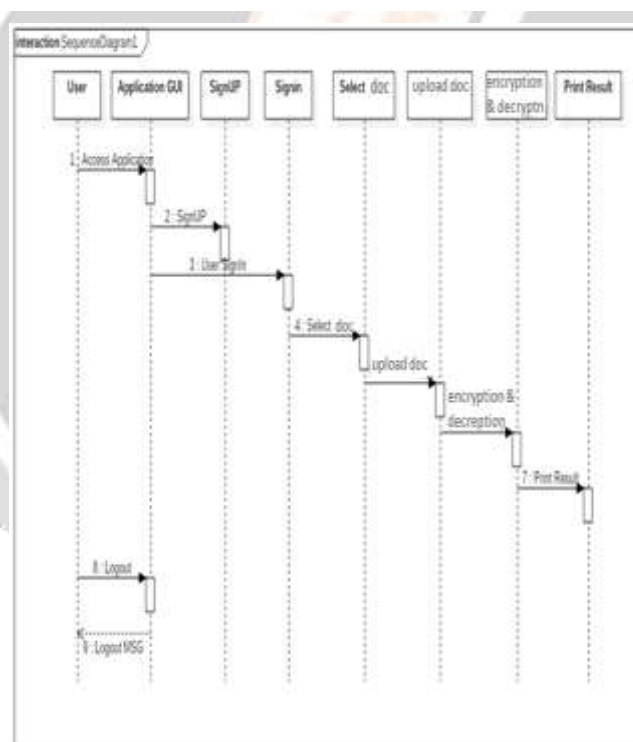 interaction SequenceDiagram1
User
Application GUI
SignUP
Signin
Select doc
upload doc
encryption
& decryptn
Print Result
1 : Access Application
2 : SignUP
3 : User SignIn
4 : Select doc
upload doc
encryption &
decreption
7 : Print Result
8 : Logout
9 : Logout MSG